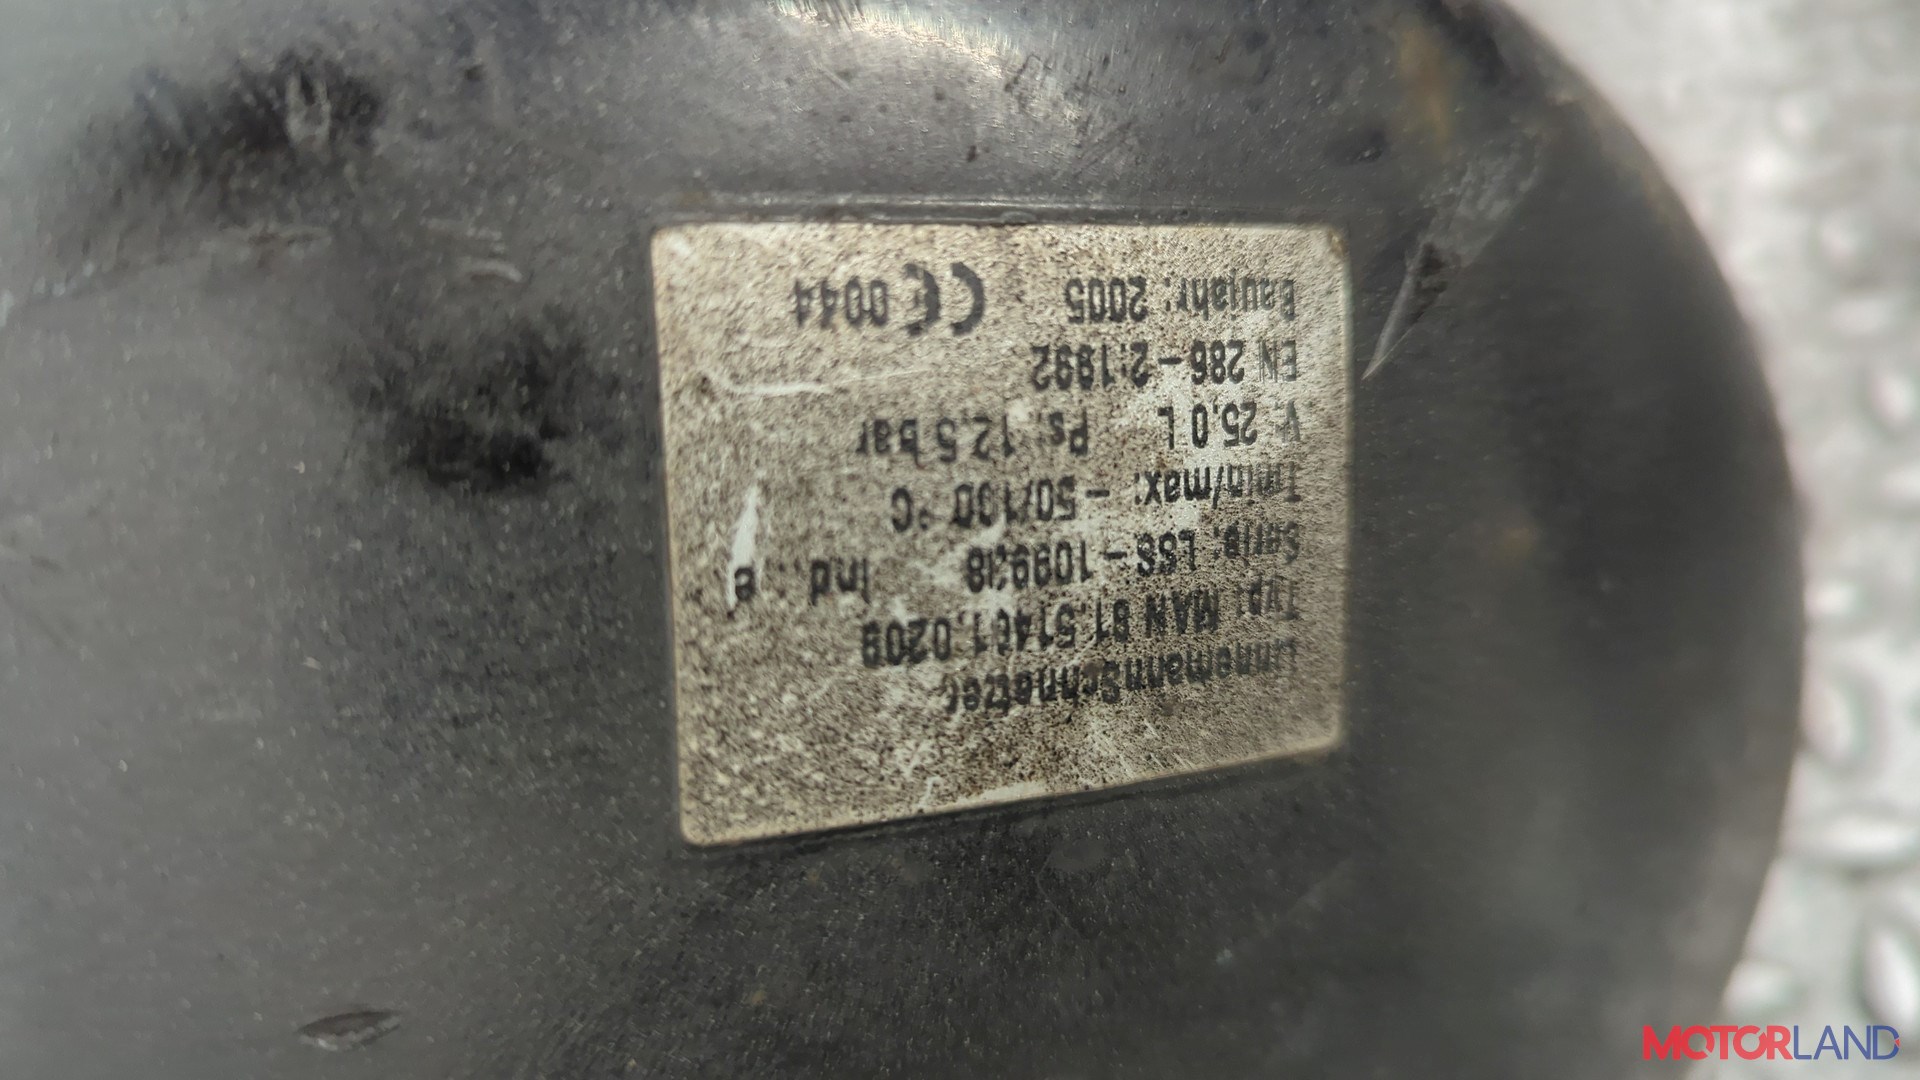 LinnemannSchnetzer
Typ: MAN 81.51401.0209
Serie: LSS - Ind.: e
Tmin/max: - 50/100 °C
V: 25,0 L Ps: 12,5 bar
EN 286 - 2:1992
Baujahr: 2005 CE 0044
MOTORLAND